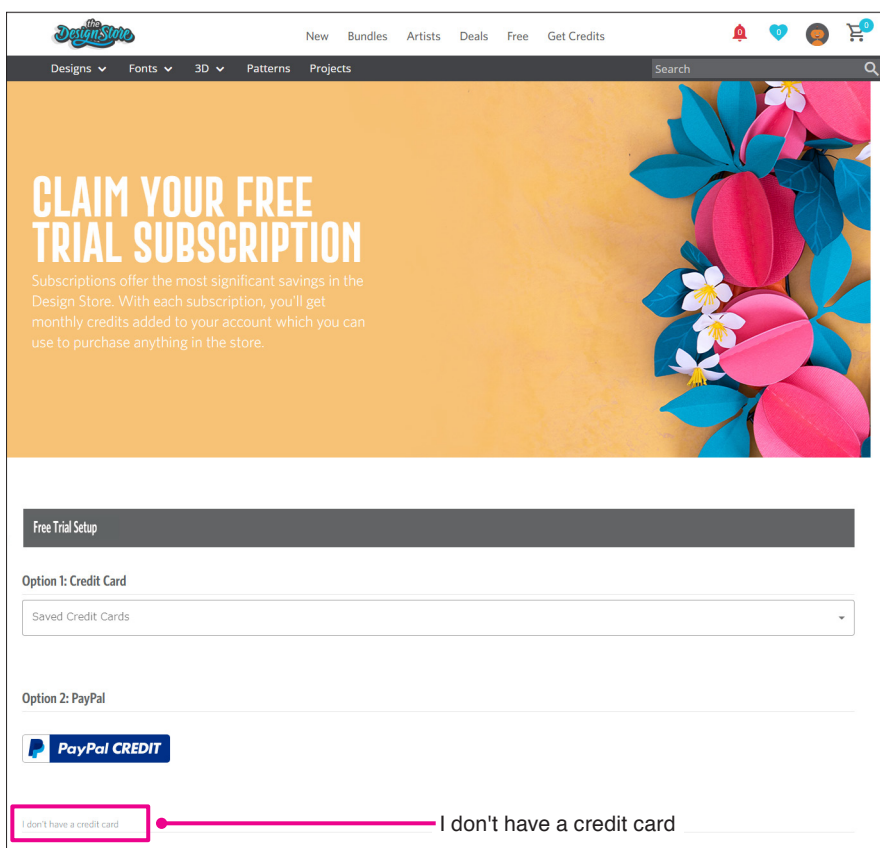 the
Design Store
New Bundles Artists Deals Free Get Credits
0 0 0
Designs Fonts 3D Patterns Projects Search
CLAIM YOUR FREE
TRIAL SUBSCRIPTION
Subscriptions offer the most significant savings in the
Design Store. With each subscription, you'll get
monthly credits added to your account which you can
use to purchase anything in the store.
Free Trial Setup
Option 1: Credit Card
Saved Credit Cards
Option 2: PayPal
PayPal CREDIT
I don't have a credit card I don't have a credit card